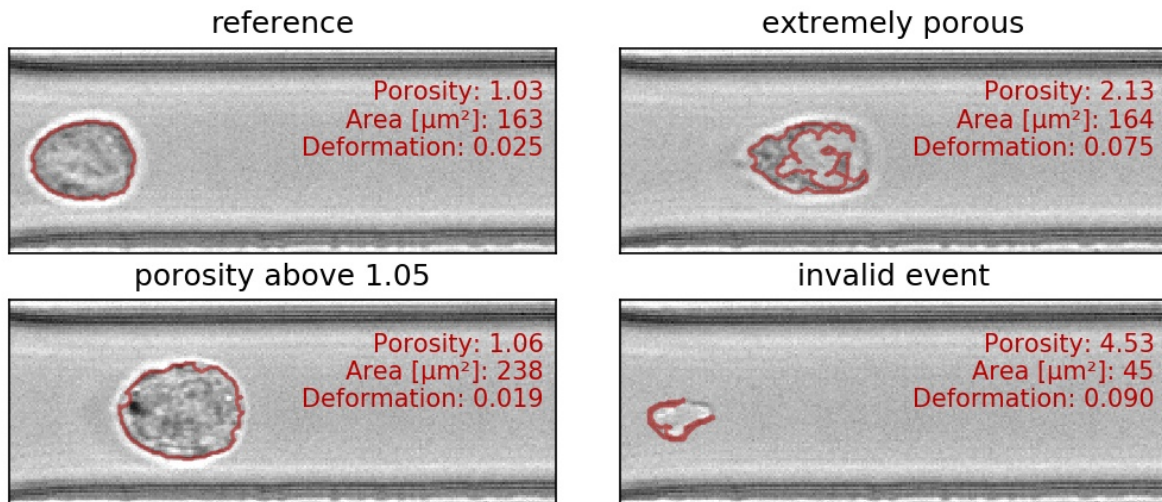 reference
Porosity: 1.03
Area [µm²]: 163
Deformation: 0.025
extremely porous
Porosity: 2.13
Area [µm²]: 164
Deformation: 0.075
porosity above 1.05
Porosity: 1.06
Area [µm²]: 238
Deformation: 0.019
invalid event
Porosity: 4.53
Area [µm²]: 45
Deformation: 0.090